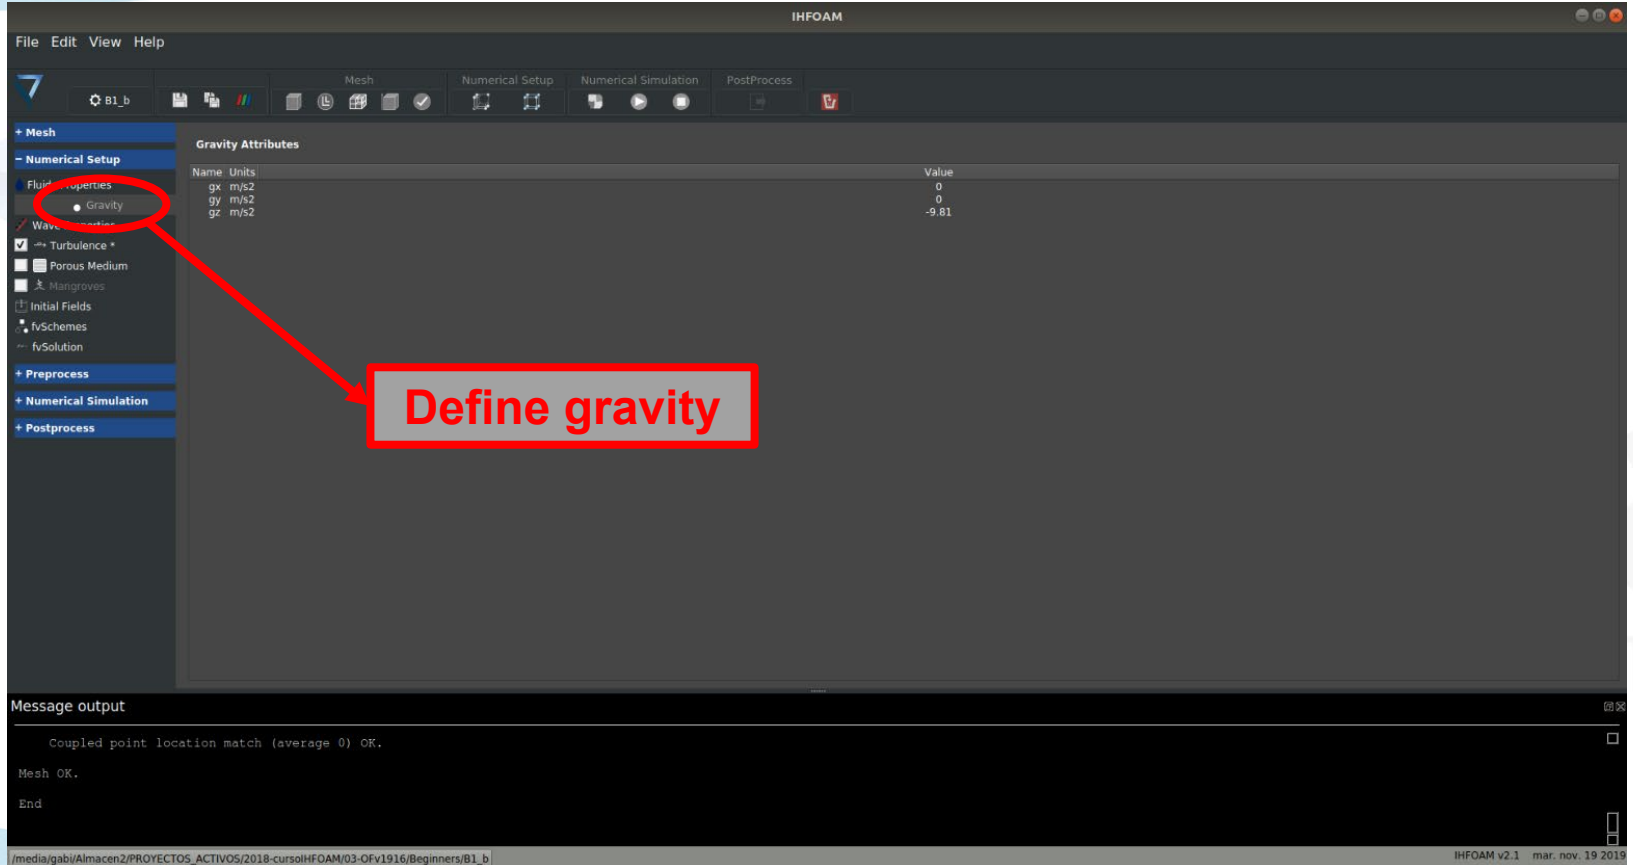 IHFOAM
File Edit View Help
Mesh Numerical Setup Numerical Simulation PostProcess
B1_b
+ Mesh
− Numerical Setup
Gravity Attributes
Name Units Value
gx m/s2 0
gy m/s2 0
gz m/s2 -9.81
Gravity
Turbulence *
Porous Medium
Mangroves
Initial Fields
fvSchemes
fvSolution
+ Preprocess
+ Numerical Simulation
+ Postprocess
Define gravity
Message output
Coupled point location match (average 0) OK.
Mesh OK.
End
/media/gabi/Almacen2/PROYECTOS_ACTIVOS/2018-cursoIHFOAM/03-OFv1916/Beginners/B1_b
IHFOAM v2.1 mar. nov. 19 2019